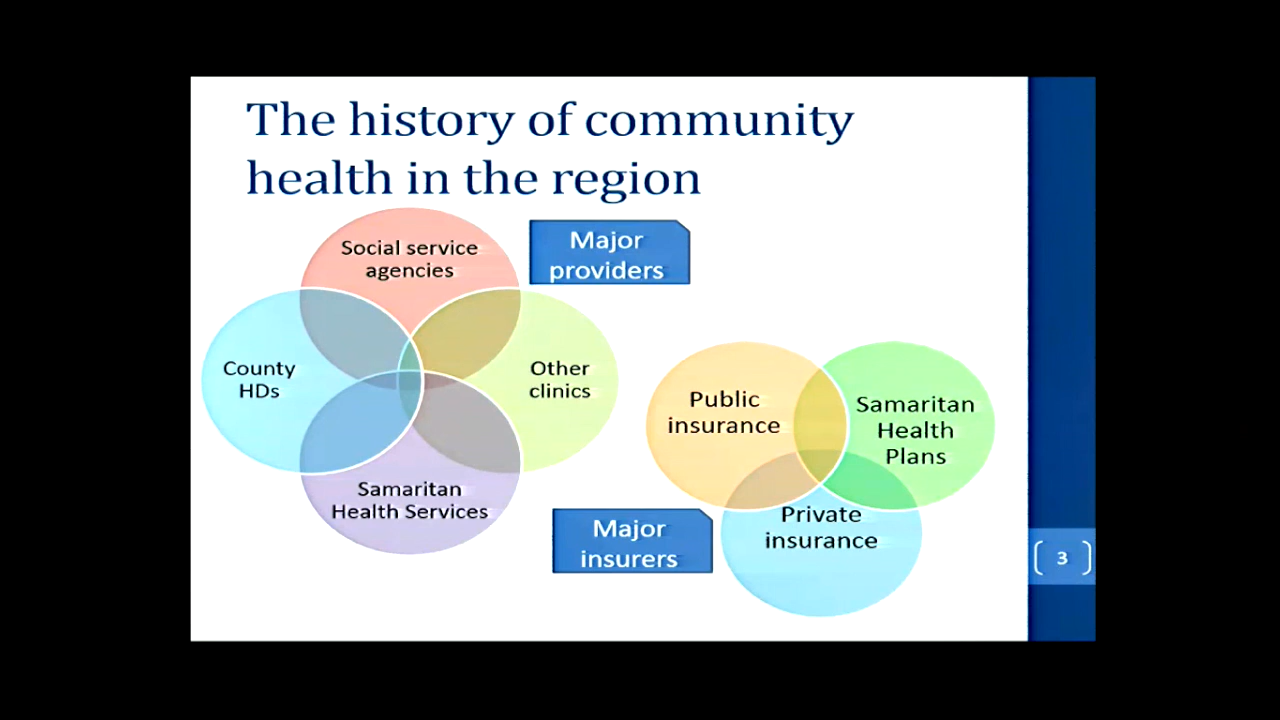 The history of community
health in the region
Social service
agencies
Major
providers
County
HDs
Other
clinics
Samaritan
Health Services
Public
insurance
Samaritan
Health
Plans
Private
insurance
Major
insurers
3